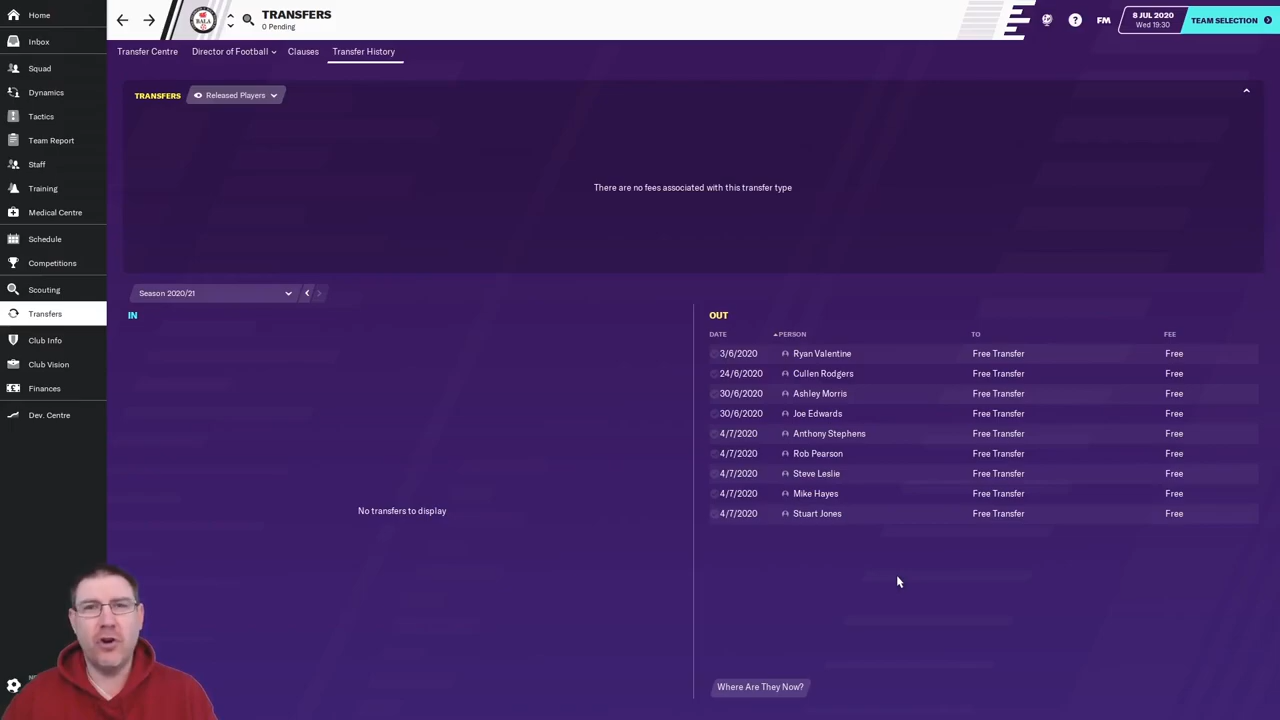 Home
Inbox
Squad
Dynamics
Tactics
Team Report
Staff
Training
Medical Centre
Schedule
Competitions
Scouting
Transfers
Club Info
Club Vision
Finances
Dev. Centre
BALA
TRANSFERS
0 Pending
?
FM
8 JUL 2020
Wed 19:30
TEAM SELECTION
Transfer Centre
Director of Football
Clauses
Transfer History
TRANSFERS
Released Players
There are no fees associated with this transfer type
Season 2020/21
IN
No transfers to display
OUT
DATE PERSON TO FEE
3/6/2020 Ryan Valentine Free Transfer Free
24/6/2020 Cullen Rodgers Free Transfer Free
30/6/2020 Ashley Morris Free Transfer Free
30/6/2020 Joe Edwards Free Transfer Free
4/7/2020 Anthony Stephens Free Transfer Free
4/7/2020 Rob Pearson Free Transfer Free
4/7/2020 Steve Leslie Free Transfer Free
4/7/2020 Mike Hayes Free Transfer Free
4/7/2020 Stuart Jones Free Transfer Free
Where Are They Now?